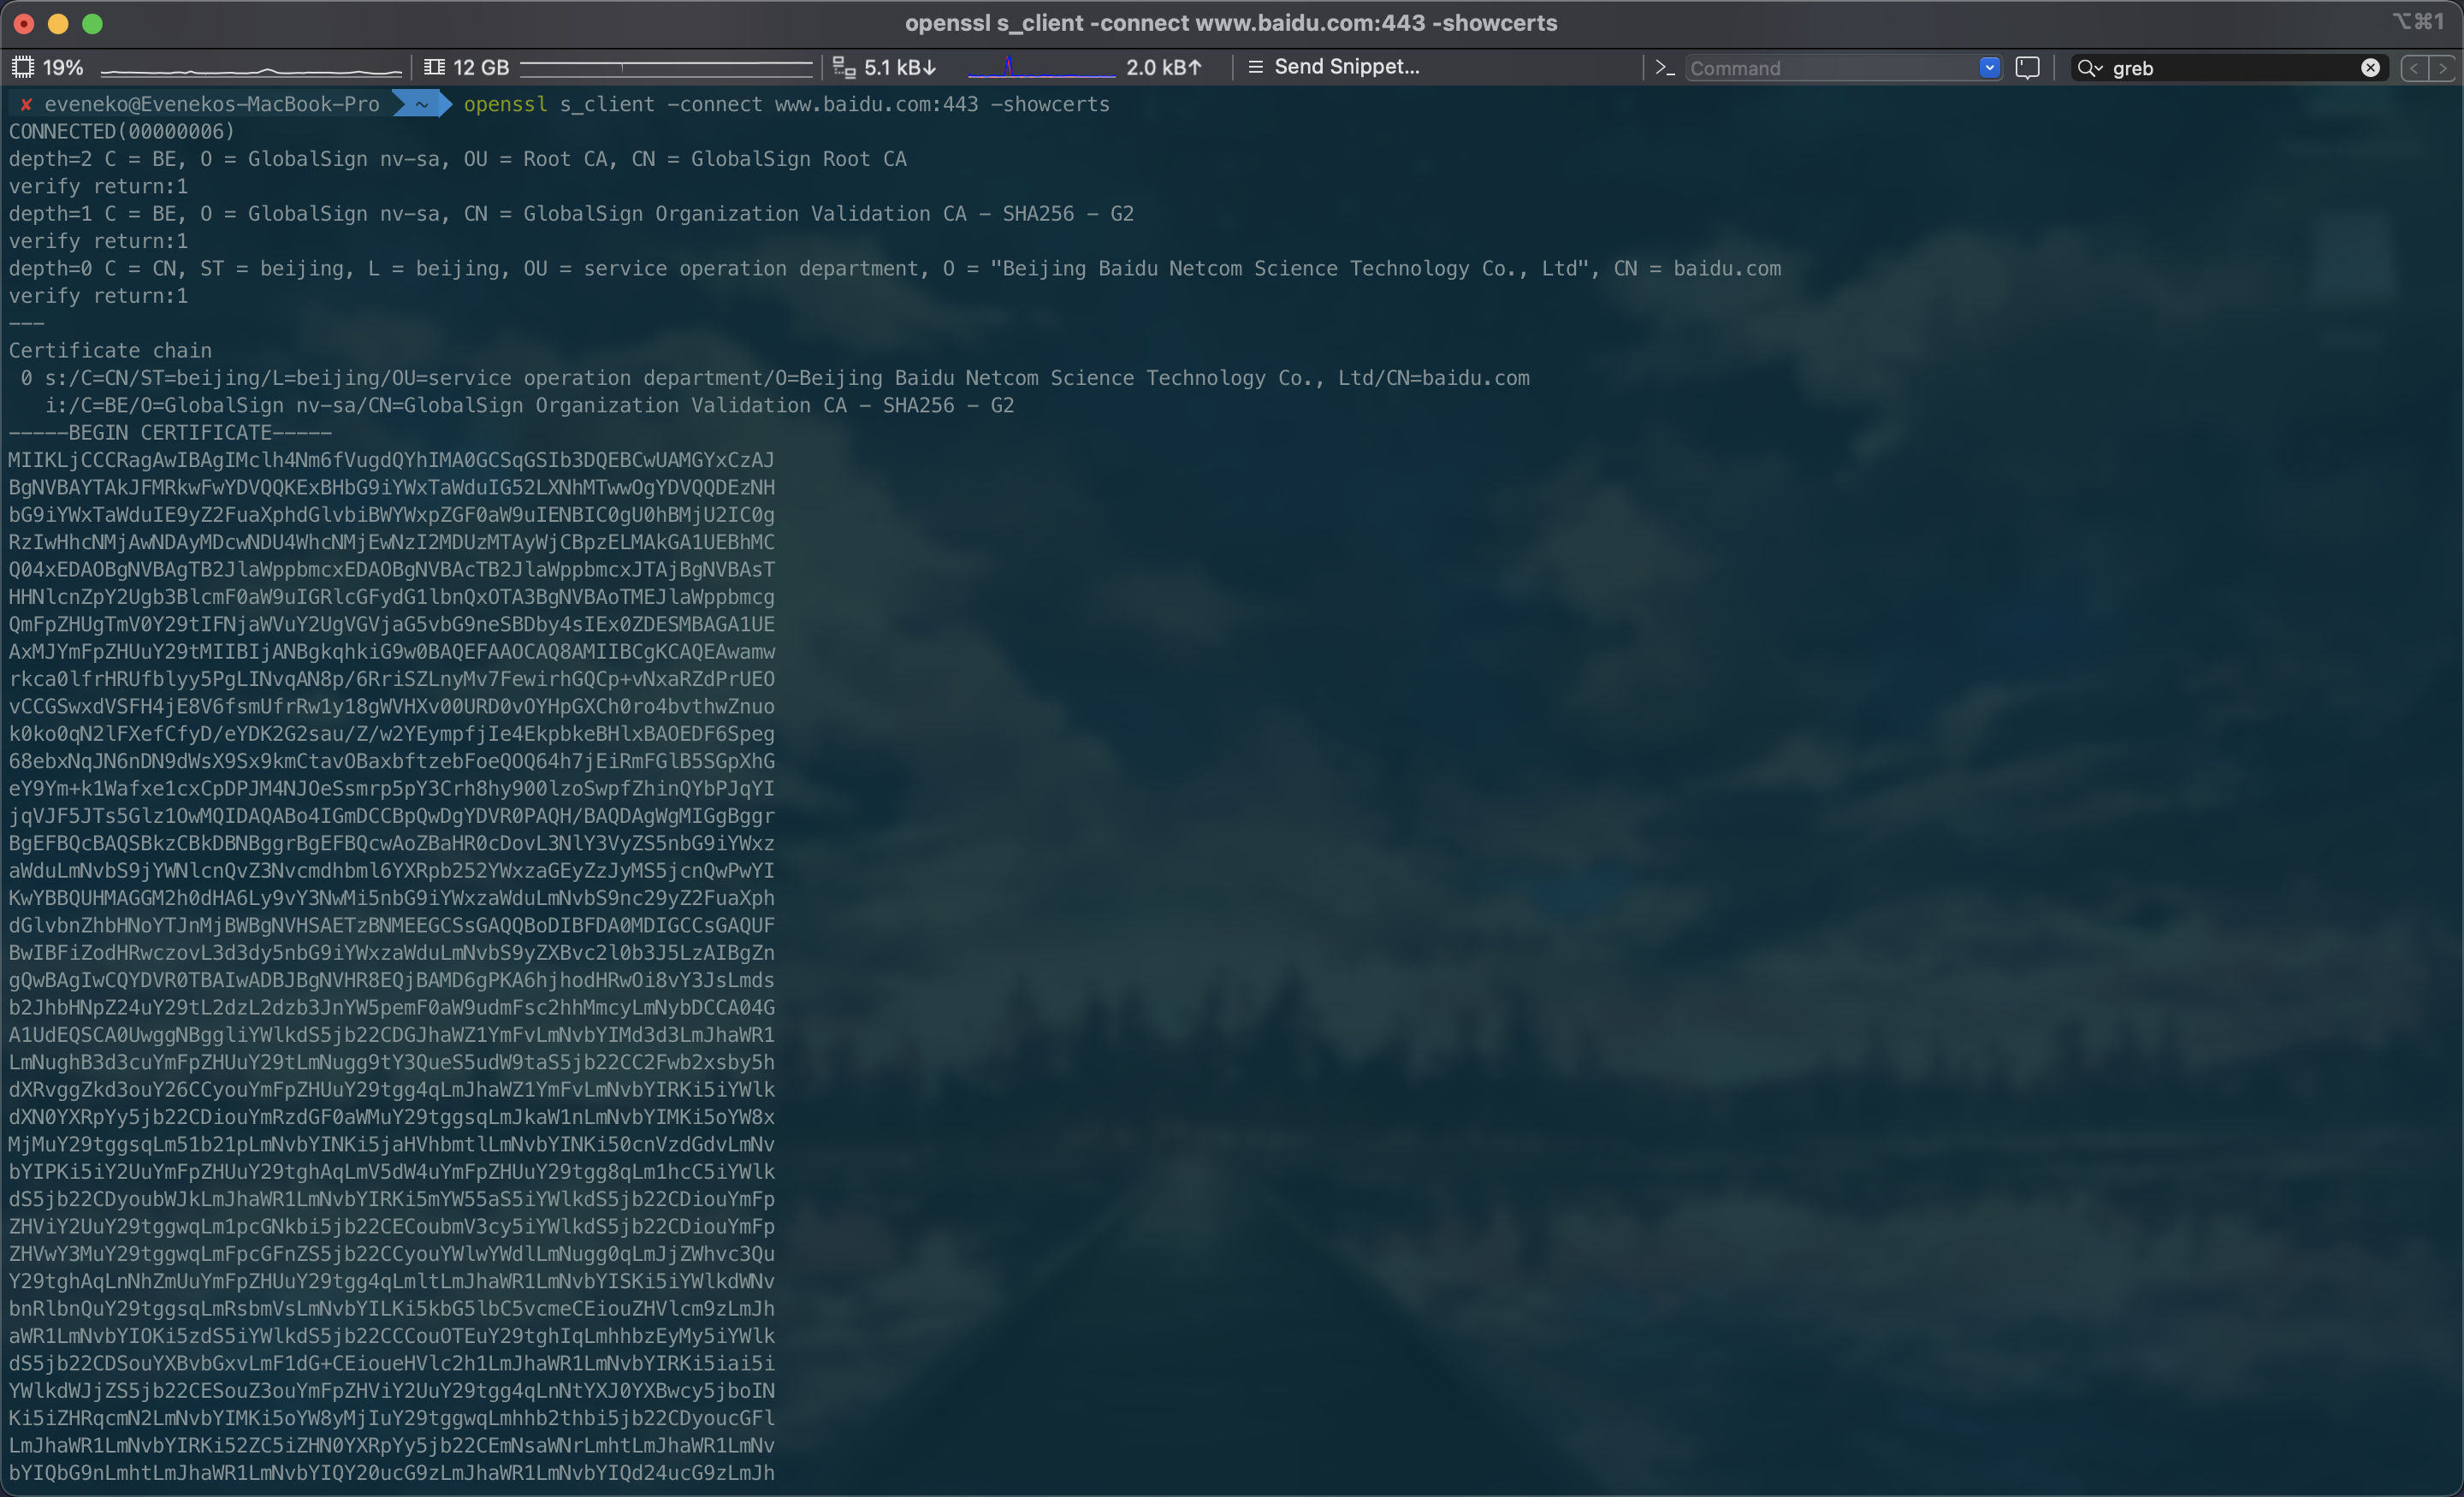 openssl s_client -connect www.baidu.com:443 -showcerts
⌥⌘1
19% 12 GB 5.1 kB↓ 2.0 kB↑ Send Snippet... Command greb
✘ eveneko@Evenekos-MacBook-Pro ~ openssl s_client -connect www.baidu.com:443 -showcerts
CONNECTED(00000006)
depth=2 C = BE, O = GlobalSign nv-sa, OU = Root CA, CN = GlobalSign Root CA
verify return:1
depth=1 C = BE, O = GlobalSign nv-sa, CN = GlobalSign Organization Validation CA - SHA256 - G2
verify return:1
depth=0 C = CN, ST = beijing, L = beijing, OU = service operation department, O = "Beijing Baidu Netcom Science Technology Co., Ltd", CN = baidu.com
verify return:1
---
Certificate chain
 0 s:/C=CN/ST=beijing/L=beijing/OU=service operation department/O=Beijing Baidu Netcom Science Technology Co., Ltd/CN=baidu.com
   i:/C=BE/O=GlobalSign nv-sa/CN=GlobalSign Organization Validation CA - SHA256 - G2
-----BEGIN CERTIFICATE-----
MIIKLjCCCRagAwIBAgIMclh4Nm6fVugdQYhIMA0GCSqGSIb3DQEBCwUAMGYxCzAJ
BgNVBAYTAkJFMRkwFwYDVQQKExBHbG9iYWxTaWduIG52LXNhMTwwOgYDVQQDEzNH
bG9iYWxTaWduIE9yZ2FuaXphdGlvbiBWYWxpZGF0aW9uIENBIC0gU0hBMjU2IC0g
RzIwHhcNMjAwNDAyMDcwNDU4WhcNMjEwNzI2MDUzMTAyWjCBpzELMAkGA1UEBhMC
Q04xEDAOBgNVBAgTB2JlaWppbmcxEDAOBgNVBAcTB2JlaWppbmcxJTAjBgNVBAsT
HHNlcnZpY2Ugb3BlcmF0aW9uIGRlcGFydG1lbnQxOTA3BgNVBAoTMEJlaWppbmcg
QmFpZHUgTmV0Y29tIFNjaWVuY2UgVGVjaG5vbG9neSBDby4sIEx0ZDESMBAGA1UE
AxMJYmFpZHUuY29tMIIBIjANBgkqhkiG9w0BAQEFAAOCAQ8AMIIBCgKCAQEAwamw
rkca0lfrHRUfblyy5PgLINvqAN8p/6RriSZLnyMv7FewirhGQCp+vNxaRZdPrUEO
vCCGSwxdVSFH4jE8V6fsmUfrRw1y18gWVHXv00URD0vOYHpGXCh0ro4bvthwZnuo
k0ko0qN2lFXefCfyD/eYDK2G2sau/Z/w2YEympfjIe4EkpbkeBHlxBAOEDF6Speg
68ebxNqJN6nDN9dWsX9Sx9kmCtavOBaxbftzebFoeQOQ64h7jEiRmFGlB5SGpXhG
eY9Ym+k1Wafxe1cxCpDPJM4NJOeSsmrp5pY3Crh8hy900lzoSwpfZhinQYbPJqYI
jqVJF5JTs5Glz1OwMQIDAQABo4IGmDCCBpQwDgYDVR0PAQH/BAQDAgWgMIGgBggr
BgEFBQcBAQSBkzCBkDBNBggrBgEFBQcwAoZBaHR0cDovL3NlY3VyZS5nbG9iYWxz
aWduLmNvbS9jYWNlcnQvZ3Nvcmdhbml6YXRpb252YWxzaGEyZzJyMS5jcnQwPwYI
KwYBBQUHMAGGM2h0dHA6Ly9vY3NwMi5nbG9iYWxzaWduLmNvbS9nc29yZ2FuaXph
dGlvbnZhbHNoYTJnMjBWBgNVHSAETzBNMEEGCSsGAQQBoDIBFDA0MDIGCCsGAQUF
BwIBFiZodHRwczovL3d3dy5nbG9iYWxzaWduLmNvbS9yZXBvc2l0b3J5LzAIBgZn
gQwBAgIwCQYDVR0TBAIwADBJBgNVHR8EQjBAMD6gPKA6hjhodHRwOi8vY3JsLmds
b2JhbHNpZ24uY29tL2dzL2dzb3JnYW5pemF0aW9udmFsc2hhMmcyLmNybDCCA04G
A1UdEQSCA0UwggNBggliYWlkdS5jb22CDGJhaWZ1YmFvLmNvbYIMd3d3LmJhaWR1
LmNughB3d3cuYmFpZHUuY29tLmNugg9tY3QueS5udW9taS5jb22CC2Fwb2xsby5h
dXRvggZkd3ouY26CCyouYmFpZHUuY29tgg4qLmJhaWZ1YmFvLmNvbYIRKi5iYWlk
dXN0YXRpYy5jb22CDiouYmRzdGF0aWMuY29tggsqLmJkaW1nLmNvbYIMKi5oYW8x
MjMuY29tggsqLm51b21pLmNvbYINKi5jaHVhbmtlLmNvbYINKi50cnVzdGdvLmNv
bYIPKi5iY2UuYmFpZHUuY29tghAqLmV5dW4uYmFpZHUuY29tgg8qLm1hcC5iYWlk
dS5jb22CDyoubWJkLmJhaWR1LmNvbYIRKi5mYW55aS5iYWlkdS5jb22CDiouYmFp
ZHViY2UuY29tggwqLm1pcGNkbi5jb22CECoubmV3cy5iYWlkdS5jb22CDiouYmFp
ZHVwY3MuY29tggwqLmFpcGFnZS5jb22CCyouYWlwYWdlLmNugg0qLmJjZWhvc3Qu
Y29tghAqLnNhZmUuYmFpZHUuY29tgg4qLmltLmJhaWR1LmNvbYISKi5iYWlkdWNv
bnRlbnQuY29tggsqLmRsbmVsLmNvbYILKi5kbG5lbC5vcmeCEiouZHVlcm9zLmJh
aWR1LmNvbYIOKi5zdS5iYWlkdS5jb22CCCouOTEuY29tghIqLmhhbzEyMy5iYWlk
dS5jb22CDSouYXBvbGxvLmF1dG+CEioueHVlc2h1LmJhaWR1LmNvbYIRKi5iai5i
YWlkdWJjZS5jb22CESouZ3ouYmFpZHViY2UuY29tgg4qLnNtYXJ0YXBwcy5jboIN
Ki5iZHRqcmN2LmNvbYIMKi5oYW8yMjIuY29tggwqLmhhb2thbi5jb22CDyoucGFl
LmJhaWR1LmNvbYIRKi52ZC5iZHN0YXRpYy5jb22CEmNsaWNrLmhtLmJhaWR1LmNv
bYIQbG9nLmhtLmJhaWR1LmNvbYIQY20ucG9zLmJhaWR1LmNvbYIQd24ucG9zLmJh